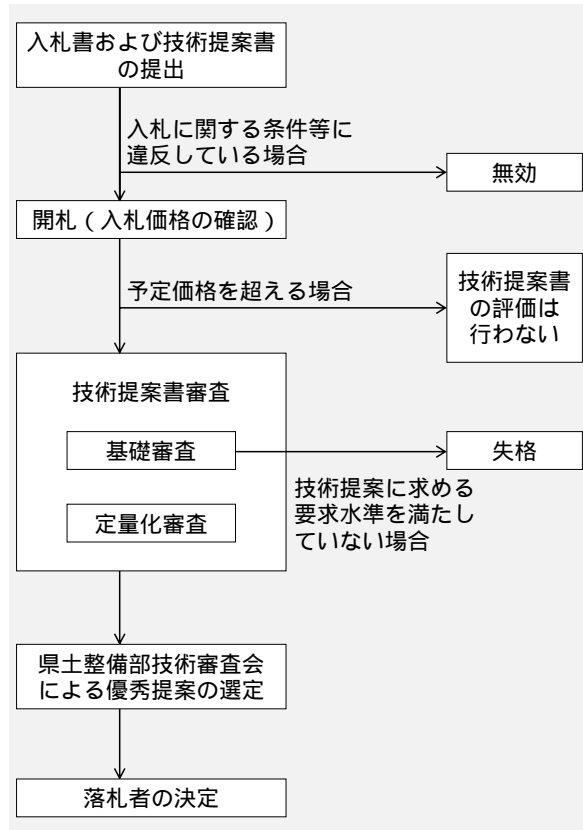 入札書および技術提案書
の提出
入札に関する条件等に
違反している場合
無効
開札（入札価格の確認）
予定価格を超える場合
技術提案書
の評価は
行わない
技術提案書審査
基礎審査
失格
技術提案に求める
要求水準を満たし
ていない場合
定量化審査
県土整備部技術審査会
による優秀提案の選定
落札者の決定